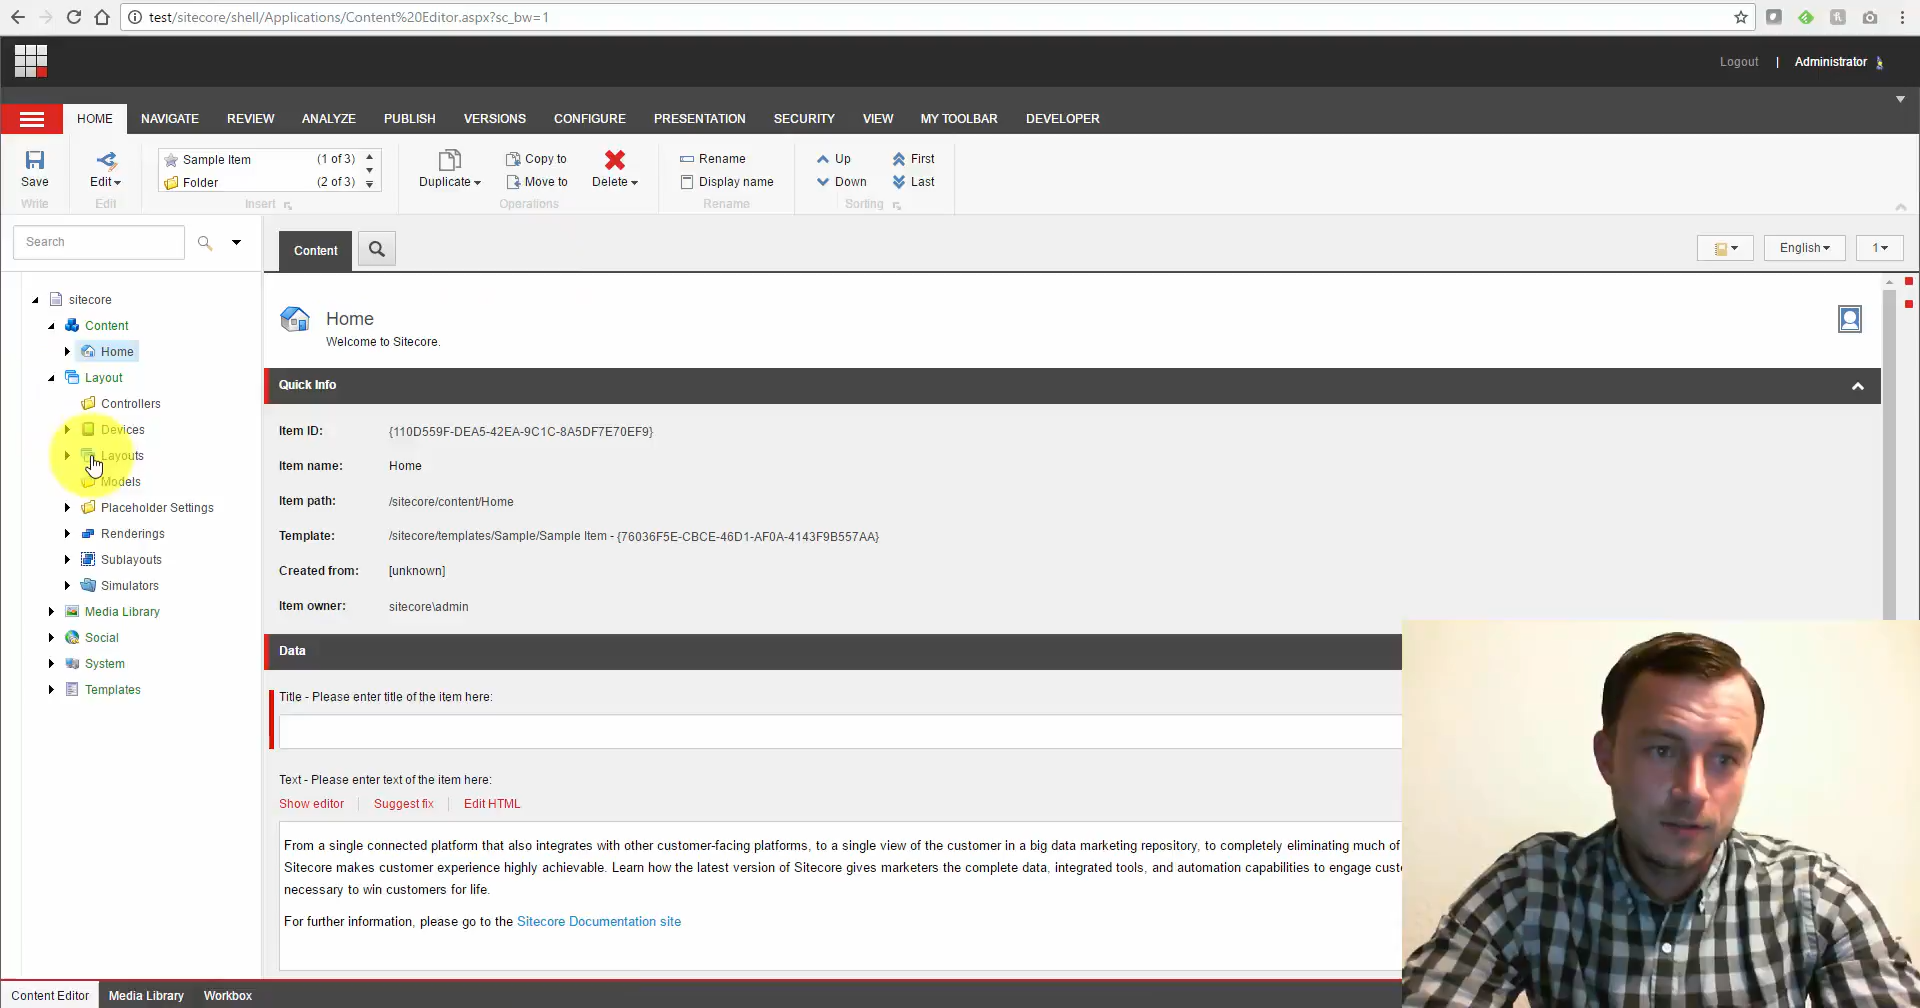 test/sitecore/shell/Applications/Content%20Editor.aspx?sc_bw=1
Logout | Administrator
HOME NAVIGATE REVIEW ANALYZE PUBLISH VERSIONS CONFIGURE PRESENTATION SECURITY VIEW MY TOOLBAR DEVELOPER
Sample Item (1 of 3) Copy to Rename Up First
Save Edit Folder (2 of 3) Duplicate Move to Delete Display name Down Last
Write Edit Insert Operations Rename Sorting
Search
Content English 1
sitecore
Content
Home
Layout
Controllers
Devices
Layouts
Models
Placeholder Settings
Renderings
Sublayouts
Simulators
Media Library
Social
System
Templates
Home
Welcome to Sitecore.
Quick Info
Item ID: {110D559F-DEA5-42EA-9C1C-8A5DF7E70EF9}
Item name: Home
Item path: /sitecore/content/Home
Template: /sitecore/templates/Sample/Sample Item - {76036F5E-CBCE-46D1-AF0A-4143F9B557AA}
Created from: [unknown]
Item owner: sitecore\admin
Data
Title - Please enter title of the item here:
Text - Please enter text of the item here:
Show editor | Suggest fix | Edit HTML
From a single connected platform that also integrates with other customer-facing platforms, to a single view of the customer in a big data marketing repository, to completely eliminating much of
Sitecore makes customer experience highly achievable. Learn how the latest version of Sitecore gives marketers the complete data, integrated tools, and automation capabilities to engage custo
necessary to win customers for life.
For further information, please go to the Sitecore Documentation site
Content Editor Media Library Workbox